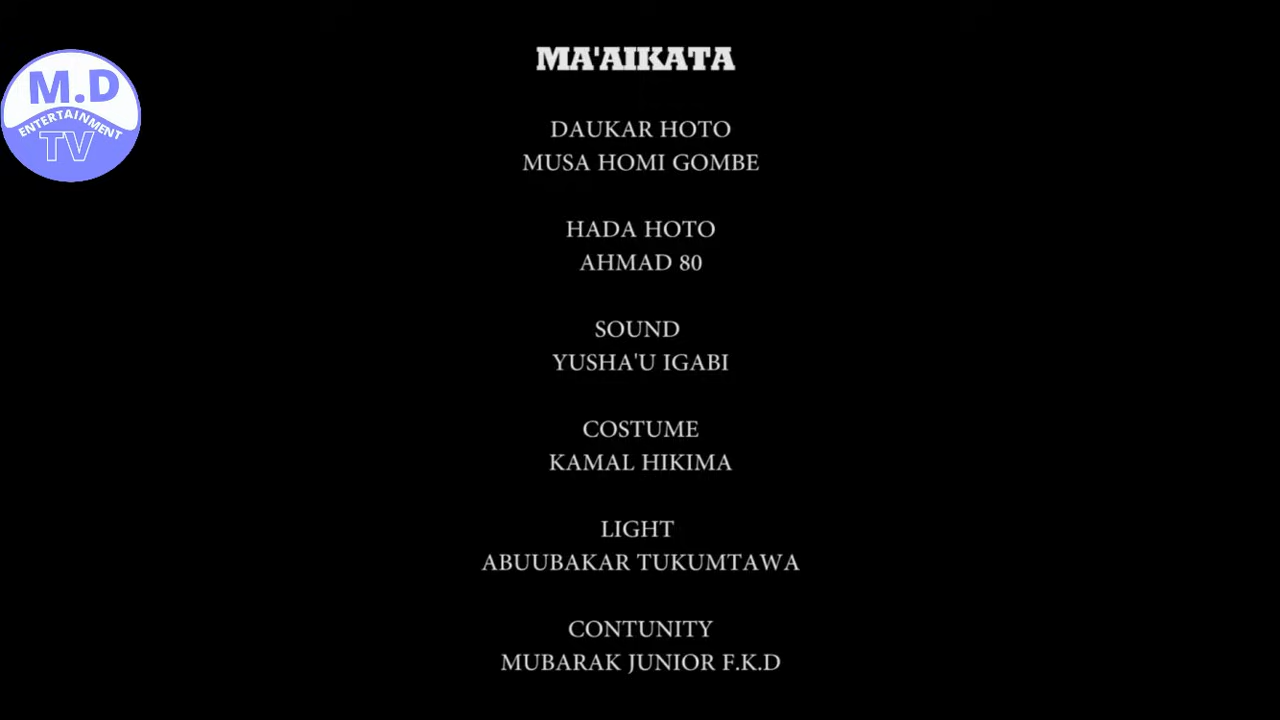 MA'AIKATA
M.D
ENTERTAINMENT
TV
DAUKAR HOTO
MUSA HOMI GOMBE
HADA HOTO
AHMAD 80
SOUND
YUSHA'U IGABI
COSTUME
KAMAL HIKIMA
LIGHT
ABUUBAKAR TUKUMTAWA
CONTUNITY
MUBARAK JUNIOR F.K.D